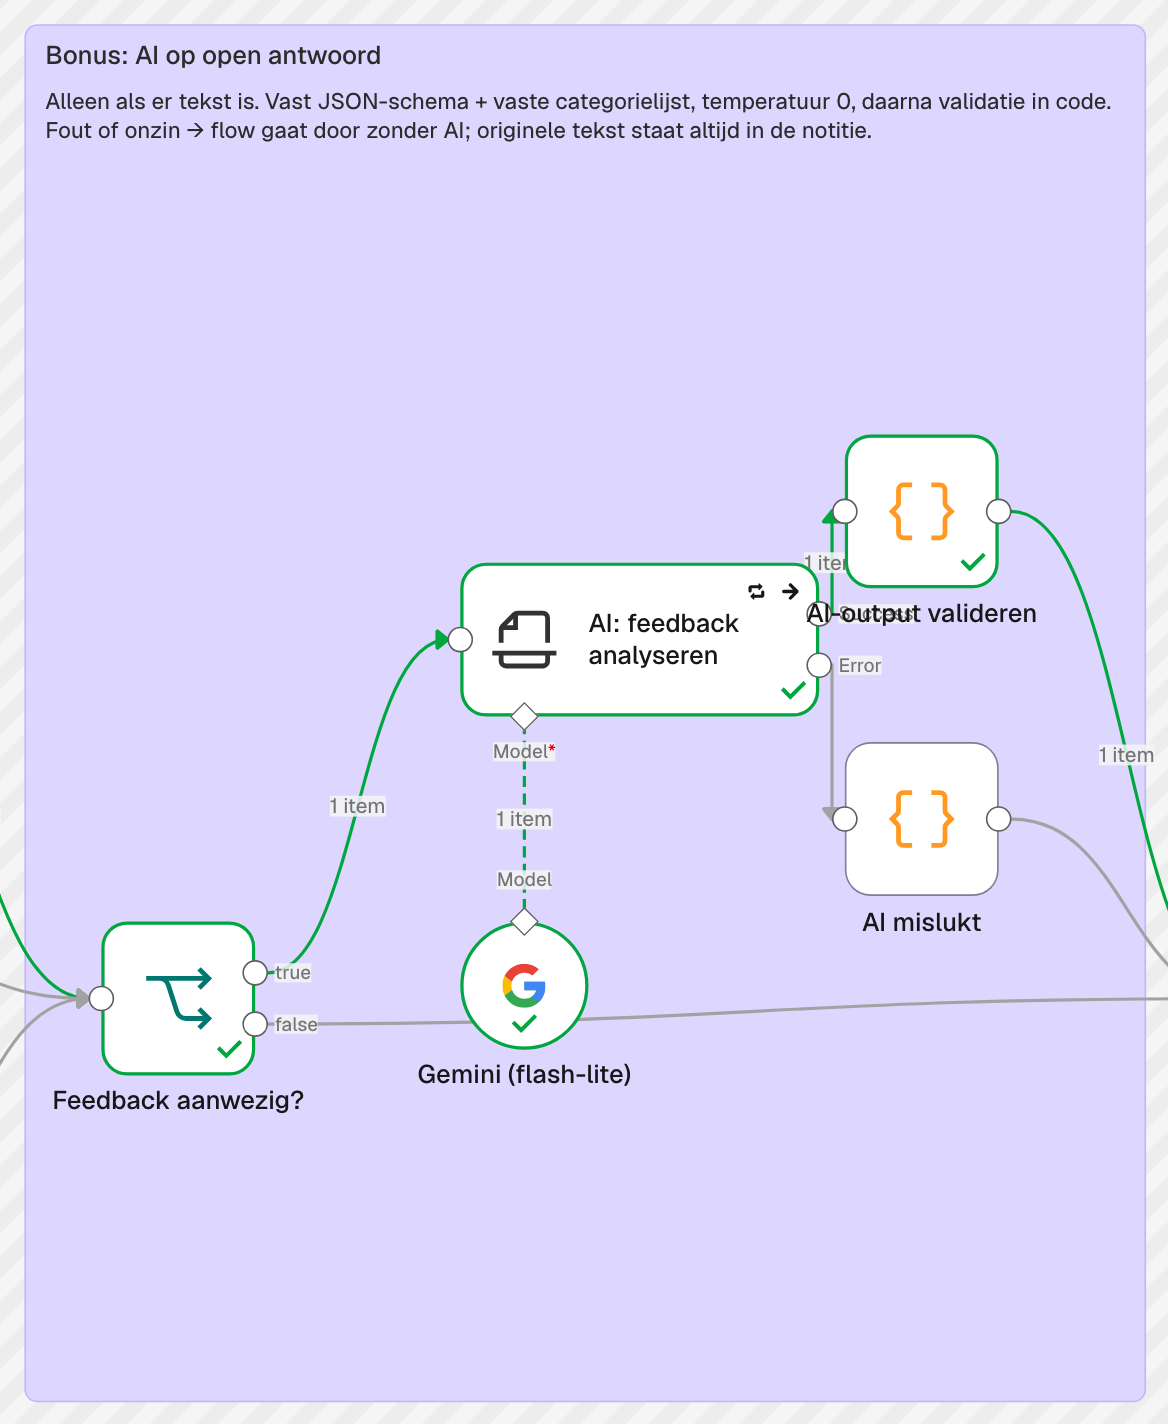 Bonus: AI op open antwoord
Alleen als er tekst is. Vast JSON-schema + vaste categorielijst, temperatuur 0, daarna validatie in code.
Fout of onzin → flow gaat door zonder AI; originele tekst staat altijd in de notitie.
{ }
1 item
AI-output valideren
Success
AI: feedback
analyseren
Error
Model*
1 item
1 item
1 item
{ }
Model
AI mislukt
true
false
Gemini (flash-lite)
Feedback aanwezig?